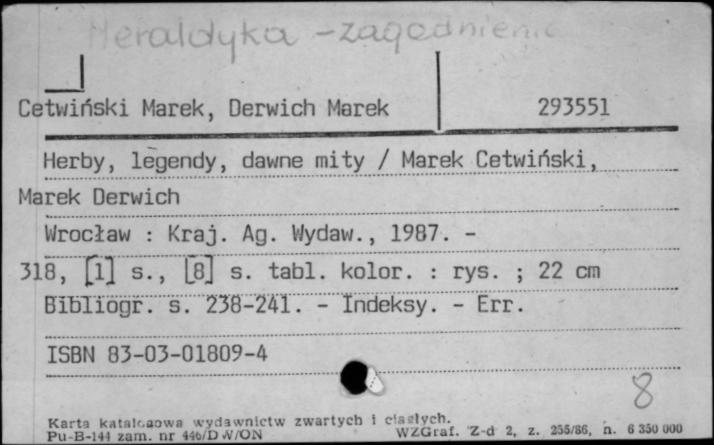 Heraldyka - zagadnienia
Cetwiński Marek, Derwich Marek 293551
Herby, legendy, dawne mity / Marek Cetwiński,
Marek Derwich
Wrocław : Kraj. Ag. Wydaw., 1987. -
318, [1] s., [8] s. tabl. kolor. : rys. ; 22 cm
Bibliogr. s. 238-241. - Indeksy. - Err.
ISBN 83-03-01809-4
8
Karta katalogowa wydawnictw zwartych i ciągłych.
Pu-B-144 zam. nr 446/DW/ON WZGraf. Z-d 2, z. 255/86, n. 6 350 000